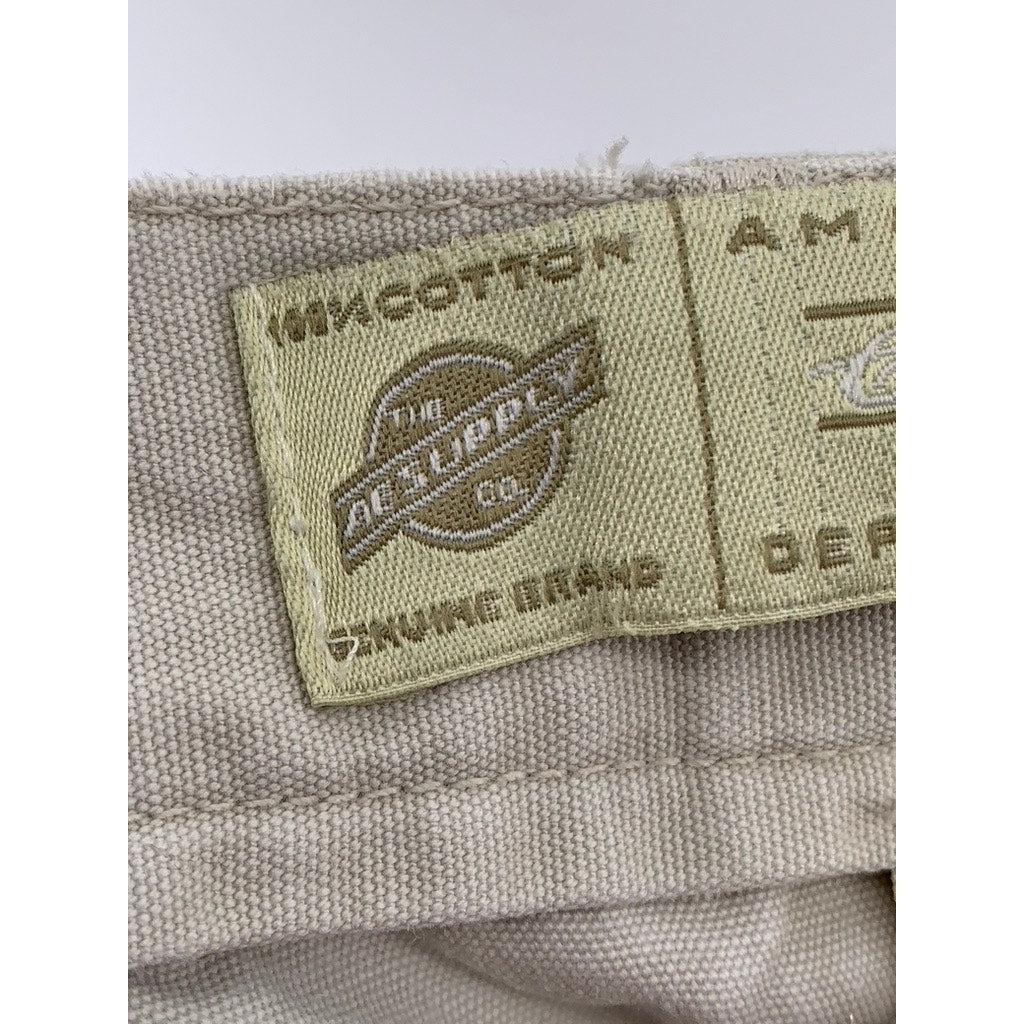 100% COTTON
THE
AE SUPPLY
CO.
GENUINE BRAND
AM
DEP